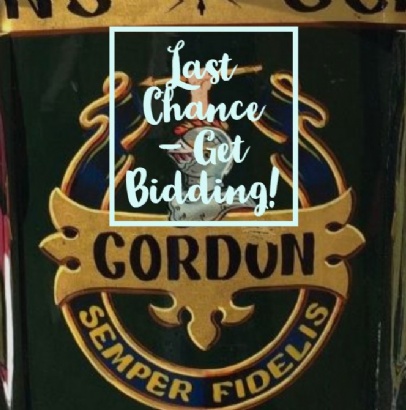 Last
Chance
- Get
Bidding!
GORDON
SEMPER FIDELIS